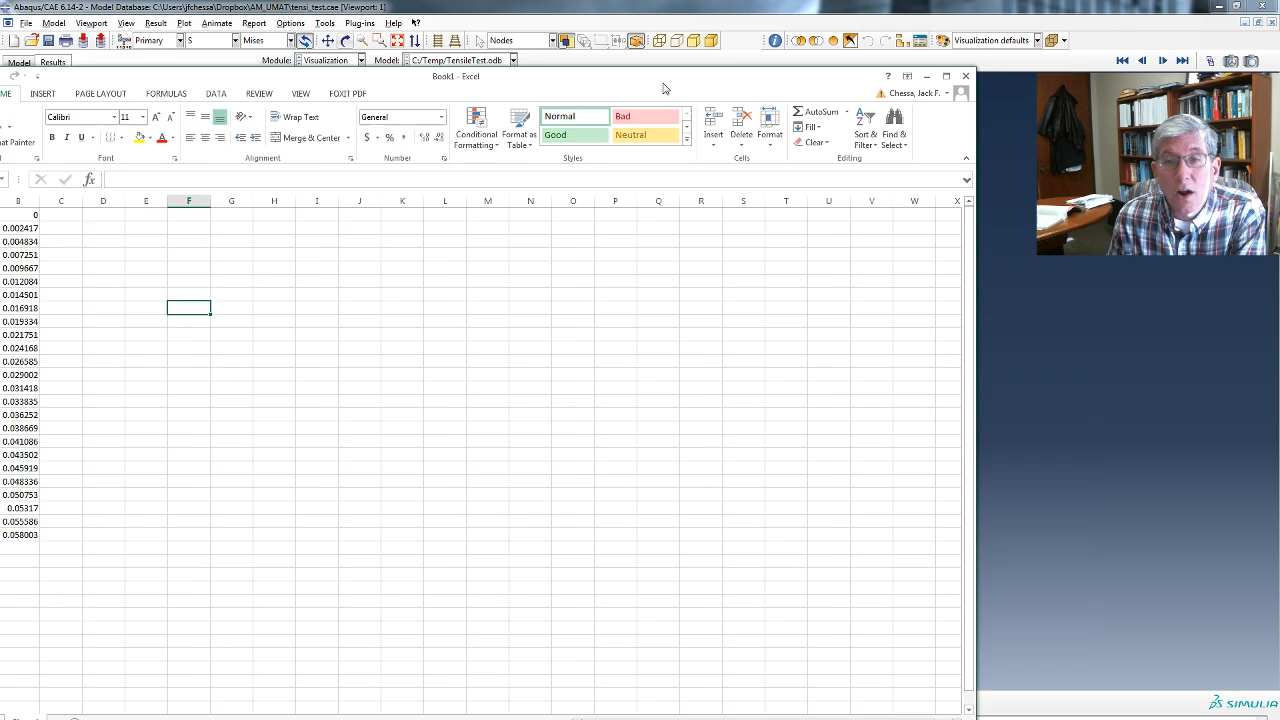 Abaqus/CAE 6.14-2 - Model Database: C:\Users\jfchessa\Dropbox\AM_UMAT\tensi_test.cae [Viewport: 1]
File Model Viewport View Result Plot Animate Report Options Tools Plug-ins Help
Primary S Mises Nodes Visualization defaults
Model Results Module: Visualization Model: C:/Temp/TensileTest.odb
Book1 - Excel
ME INSERT PAGE LAYOUT FORMULAS DATA REVIEW VIEW FOXIT PDF Chessa, Jack F.
Calibri 11 Wrap Text General Normal Bad AutoSum
Fill
at Painter B I U Merge & Center $ % , Conditional Formatting Format as Table Good Neutral Insert Delete Format Clear Sort & Filter Find & Select
Font Alignment Number Styles Cells Editing
fx
B C D E F G H I J K L M N O P Q R S T U V W X
0
0.002417
0.004834
0.007251
0.009667
0.012084
0.014501
0.016918
0.019334
0.021751
0.024168
0.026585
0.029002
0.031418
0.033835
0.036252
0.038669
0.041086
0.043502
0.045919
0.048336
0.050753
0.05317
0.055586
0.058003
SIMULIA